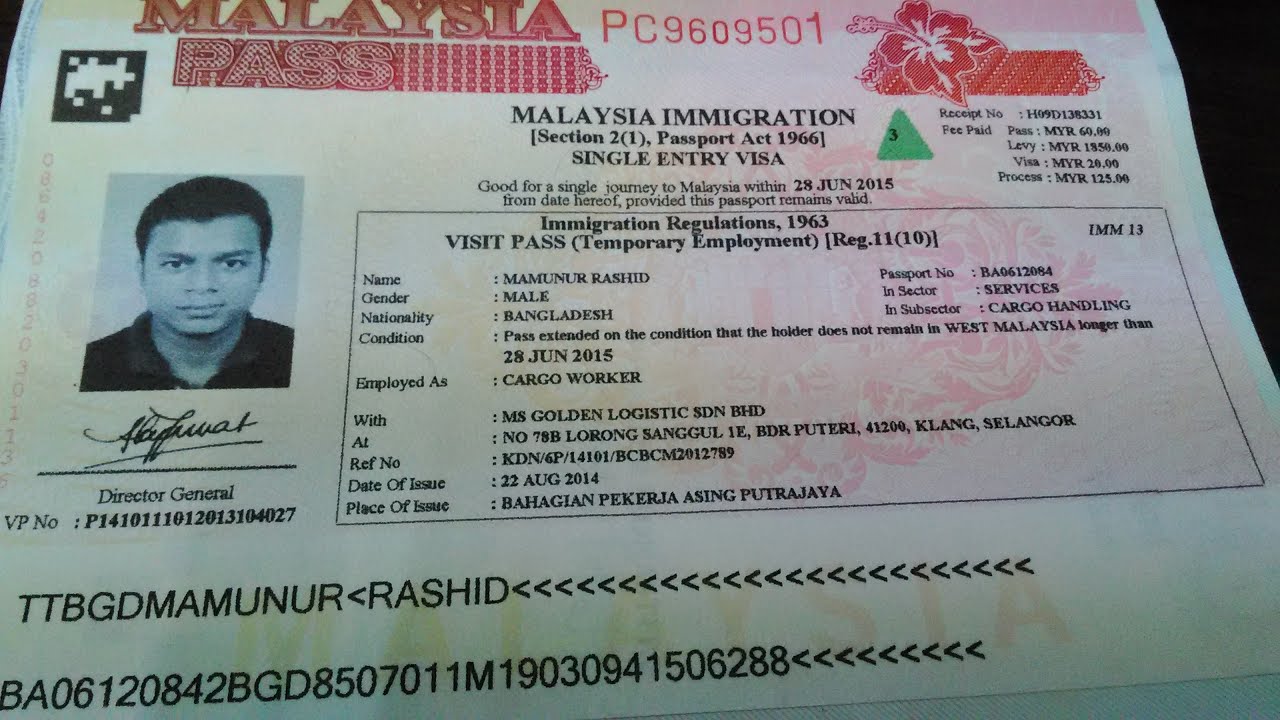 MALAYSIA
PASS
PC9609501
MALAYSIA IMMIGRATION
[Section 2(1), Passport Act 1966]
SINGLE ENTRY VISA
3
Receipt No : H09D138331
Fee Paid Pass : MYR 60.00
Levy : MYR 1850.00
Visa : MYR 20.00
Process : MYR 125.00
Good for a single journey to Malaysia within 28 JUN 2015
from date hereof, provided this passport remains valid.
Immigration Regulations, 1963
VISIT PASS (Temporary Employment) [Reg.11(10)]
IMM 13
Name : MAMUNUR RASHID
Passport No : BA0612084
Gender : MALE
In Sector : SERVICES
Nationality : BANGLADESH
In Subsector : CARGO HANDLING
Condition : Pass extended on the condition that the holder does not remain in WEST MALAYSIA longer than
28 JUN 2015
Employed As : CARGO WORKER
With : MS GOLDEN LOGISTIC SDN BHD
At : NO 78B LORONG SANGGUL 1E, BDR PUTERI, 41200, KLANG, SELANGOR
Ref No : KDN/6P/14101/BCBCM2012789
Date Of Issue : 22 AUG 2014
Place Of Issue : BAHAGIAN PEKERJA ASING PUTRAJAYA
Director General
VP No : P1410111012013104027
TTBGDMAMUNUR<RASHID<<<<<<<<<<<<<<<<<<<<<<<<<
BA06120842BGD8507011M19030941506288<<<<<<<<<
MALAYSIA